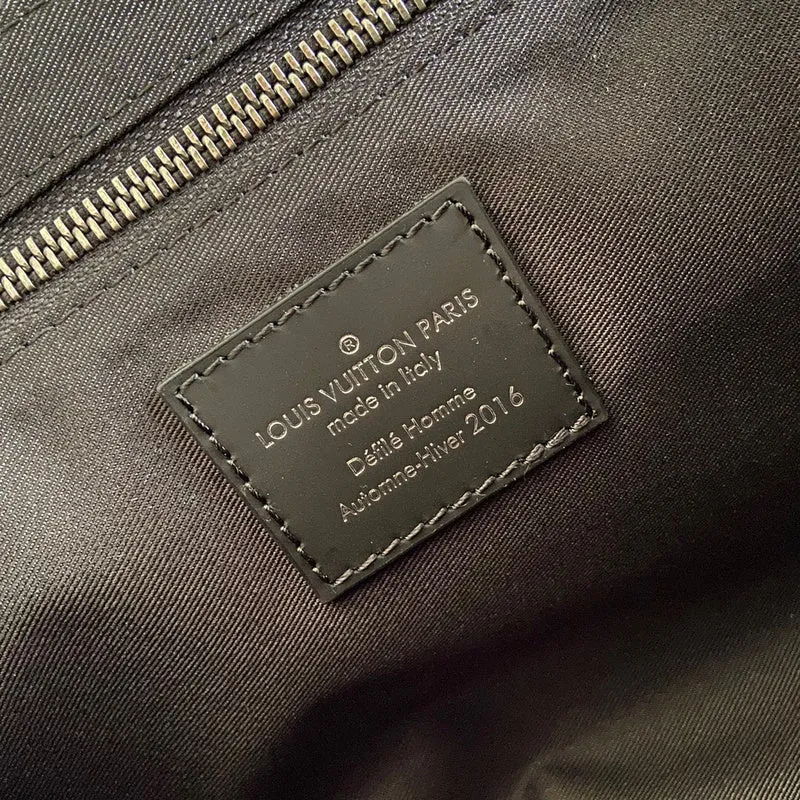 ®
LOUIS VUITTON PARIS
made in Italy
Défilé Homme
Automne-Hiver 2016